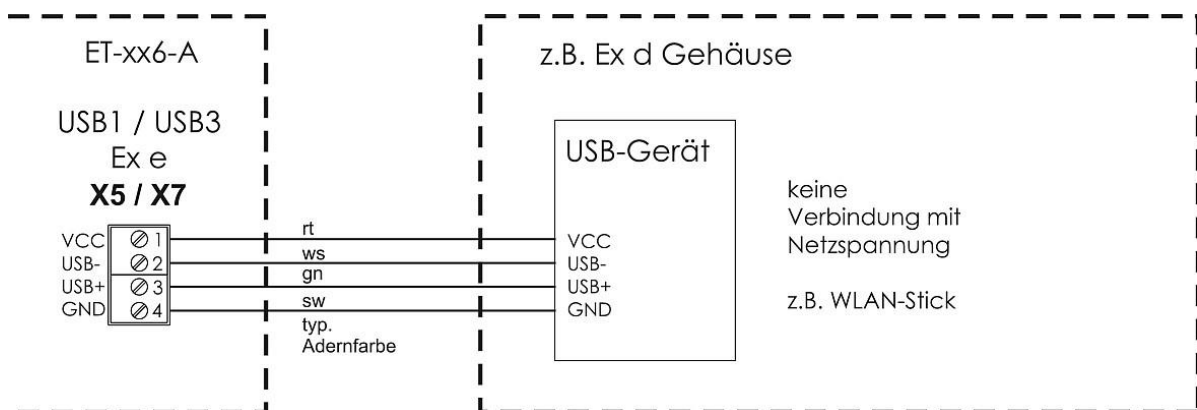 ET-xx6-A
USB1 / USB3
Ex e
X5 / X7
VCC 1
USB- 2
USB+ 3
GND 4
rt
ws
gn
sw
typ.
Adernfarbe
z.B. Ex d Gehäuse
USB-Gerät
VCC
USB-
USB+
GND
keine
Verbindung mit
Netzspannung
z.B. WLAN-Stick